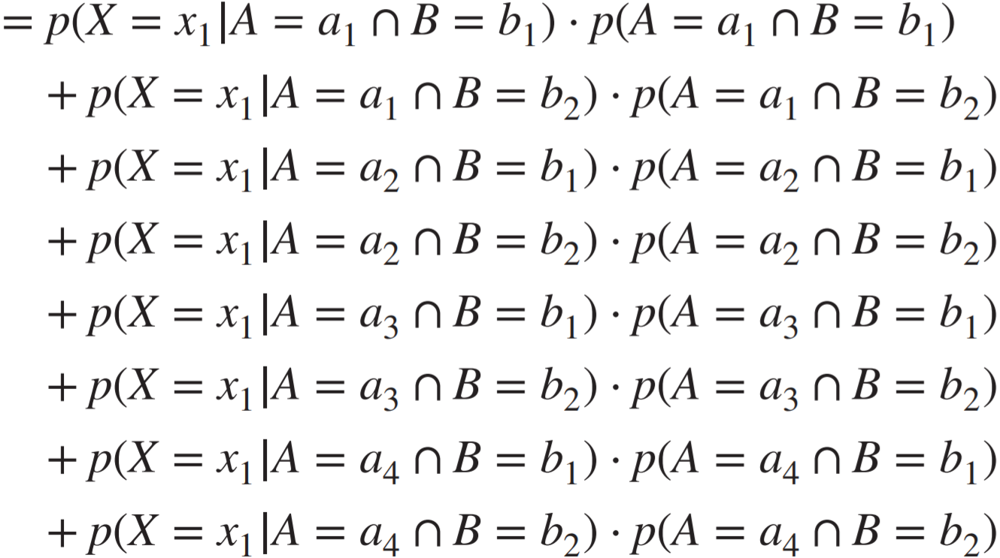 = p(X = x₁|A = a₁ ∩ B = b₁) · p(A = a₁ ∩ B = b₁)
+ p(X = x₁|A = a₁ ∩ B = b₂) · p(A = a₁ ∩ B = b₂)
+ p(X = x₁|A = a₂ ∩ B = b₁) · p(A = a₂ ∩ B = b₁)
+ p(X = x₁|A = a₂ ∩ B = b₂) · p(A = a₂ ∩ B = b₂)
+ p(X = x₁|A = a₃ ∩ B = b₁) · p(A = a₃ ∩ B = b₁)
+ p(X = x₁|A = a₃ ∩ B = b₂) · p(A = a₃ ∩ B = b₂)
+ p(X = x₁|A = a₄ ∩ B = b₁) · p(A = a₄ ∩ B = b₁)
+ p(X = x₁|A = a₄ ∩ B = b₂) · p(A = a₄ ∩ B = b₂)